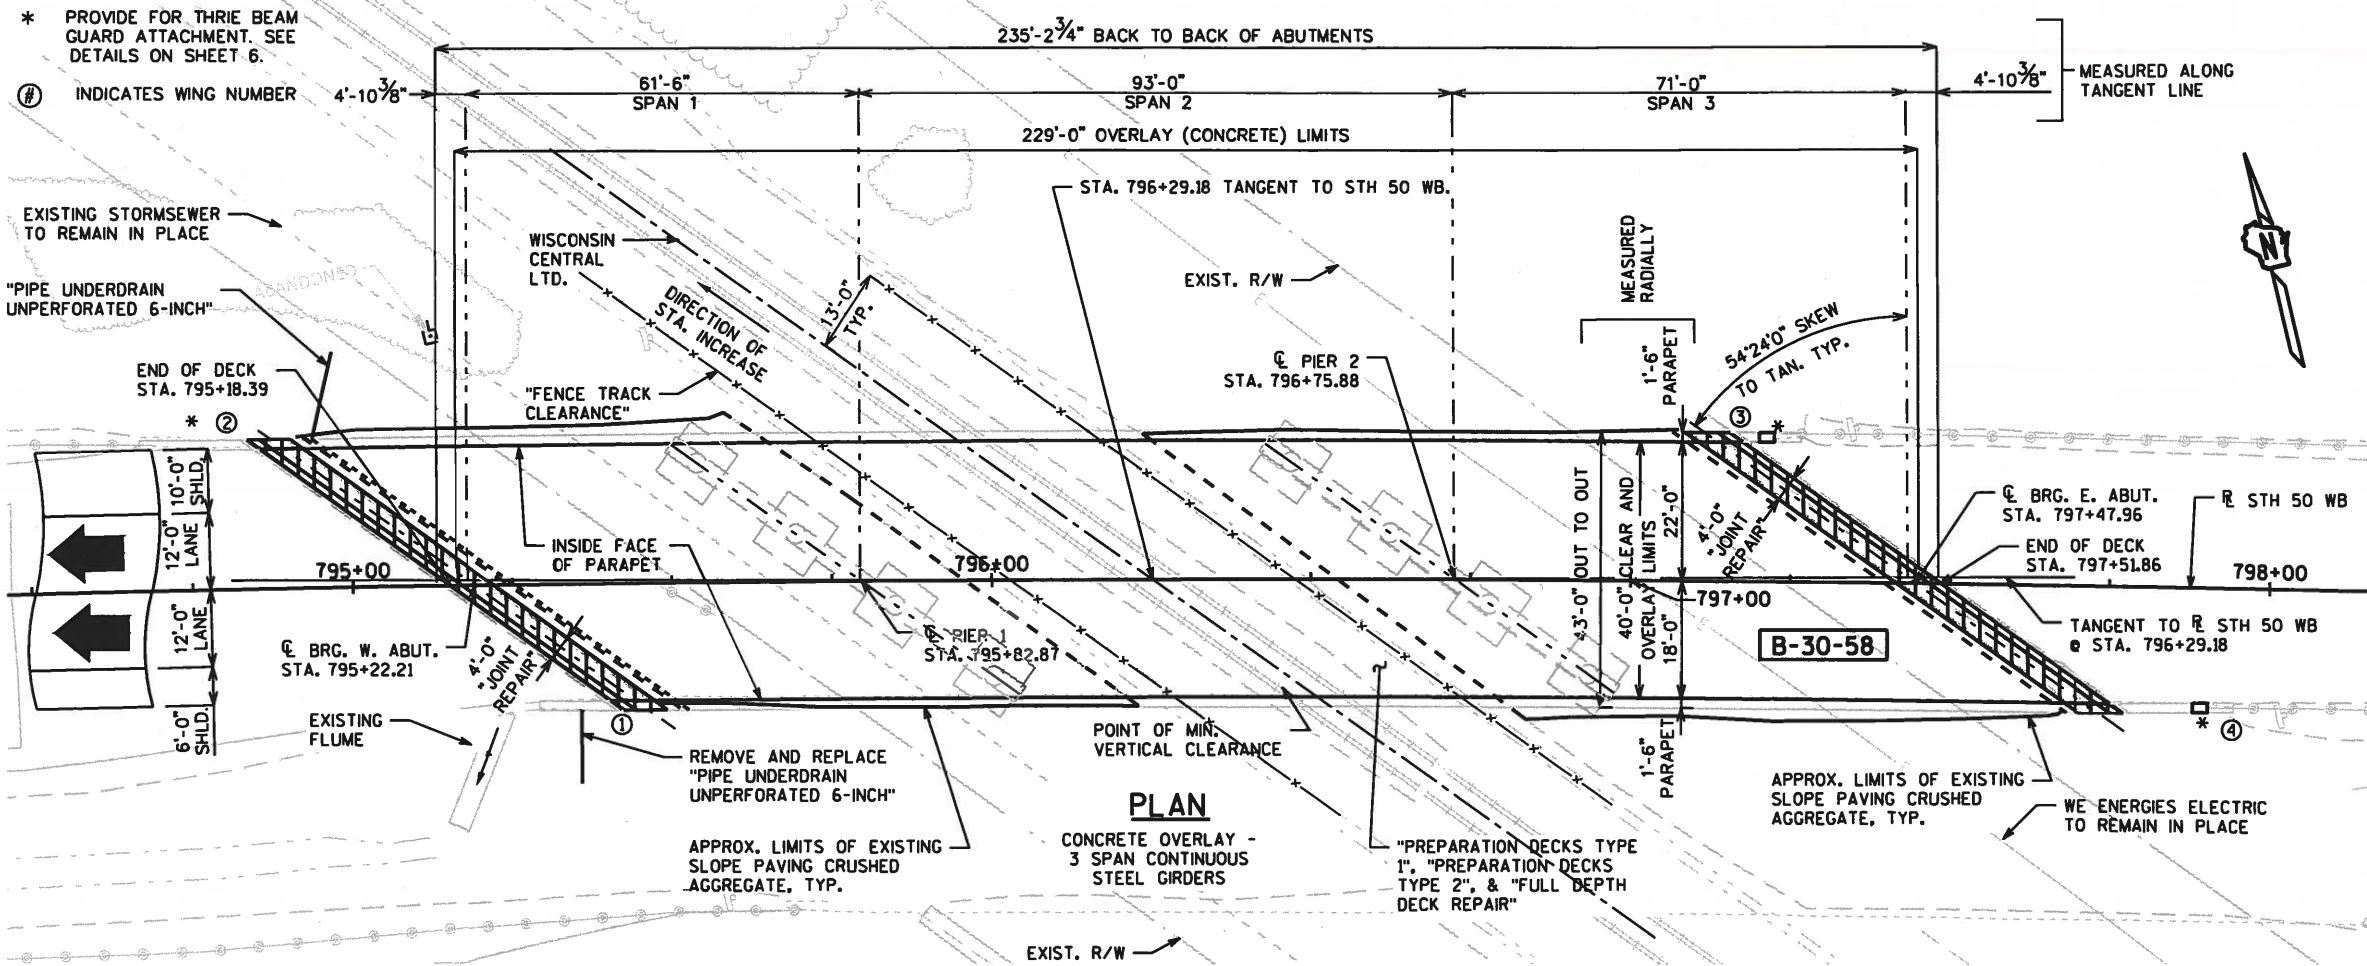 * PROVIDE FOR THRIE BEAM
GUARD ATTACHMENT. SEE
DETAILS ON SHEET 6.
# INDICATES WING NUMBER
235'-2 3/4" BACK TO BACK OF ABUTMENTS
4'-10 3/8"
61'-6"
SPAN 1
93'-0"
SPAN 2
71'-0"
SPAN 3
4'-10 3/8"
MEASURED ALONG
TANGENT LINE
229'-0" OVERLAY (CONCRETE) LIMITS
STA. 796+29.18 TANGENT TO STH 50 WB.
EXISTING STORMSEWER
TO REMAIN IN PLACE
WISCONSIN
CENTRAL
LTD.
MEASURED
RADIALLY
N
EXIST. R/W
ABANDONED
"PIPE UNDERDRAIN
UNPERFORATED 6-INCH"
DIRECTION OF
STA. INCREASE
13'-0"
TYP.
54°24'0" SKEW
TO TAN. TYP.
END OF DECK
STA. 795+18.39
"FENCE TRACK
CLEARANCE"
℄ PIER 2
STA. 796+75.88
1'-6"
PARAPET
* ②
③ *
10'-0"
SHLD.
12'-0"
LANE
12'-0"
LANE
6'-0"
SHLD.
INSIDE FACE
OF PARAPET
795+00
796+00
797+00
798+00
43'-0" OUT TO OUT
40'-0" CLEAR AND
OVERLAY LIMITS
22'-0"
18'-0"
4'-0"
"JOINT
REPAIR"
℄ BRG. E. ABUT.
STA. 797+47.96
END OF DECK
STA. 797+51.86
R STH 50 WB
TANGENT TO R STH 50 WB
@ STA. 796+29.18
℄ BRG. W. ABUT.
STA. 795+22.21
4'-0"
"JOINT
REPAIR"
℄ PIER 1
STA. 795+82.87
B-30-58
EXISTING
FLUME
①
* ④
REMOVE AND REPLACE
"PIPE UNDERDRAIN
UNPERFORATED 6-INCH"
POINT OF MIN.
VERTICAL CLEARANCE
1'-6"
PARAPET
APPROX. LIMITS OF EXISTING
SLOPE PAVING CRUSHED
AGGREGATE, TYP.
WE ENERGIES ELECTRIC
TO REMAIN IN PLACE
APPROX. LIMITS OF EXISTING
SLOPE PAVING CRUSHED
AGGREGATE, TYP.
PLAN
CONCRETE OVERLAY -
3 SPAN CONTINUOUS
STEEL GIRDERS
"PREPARATION DECKS TYPE
1", "PREPARATION DECKS
TYPE 2", & "FULL DEPTH
DECK REPAIR"
EXIST. R/W